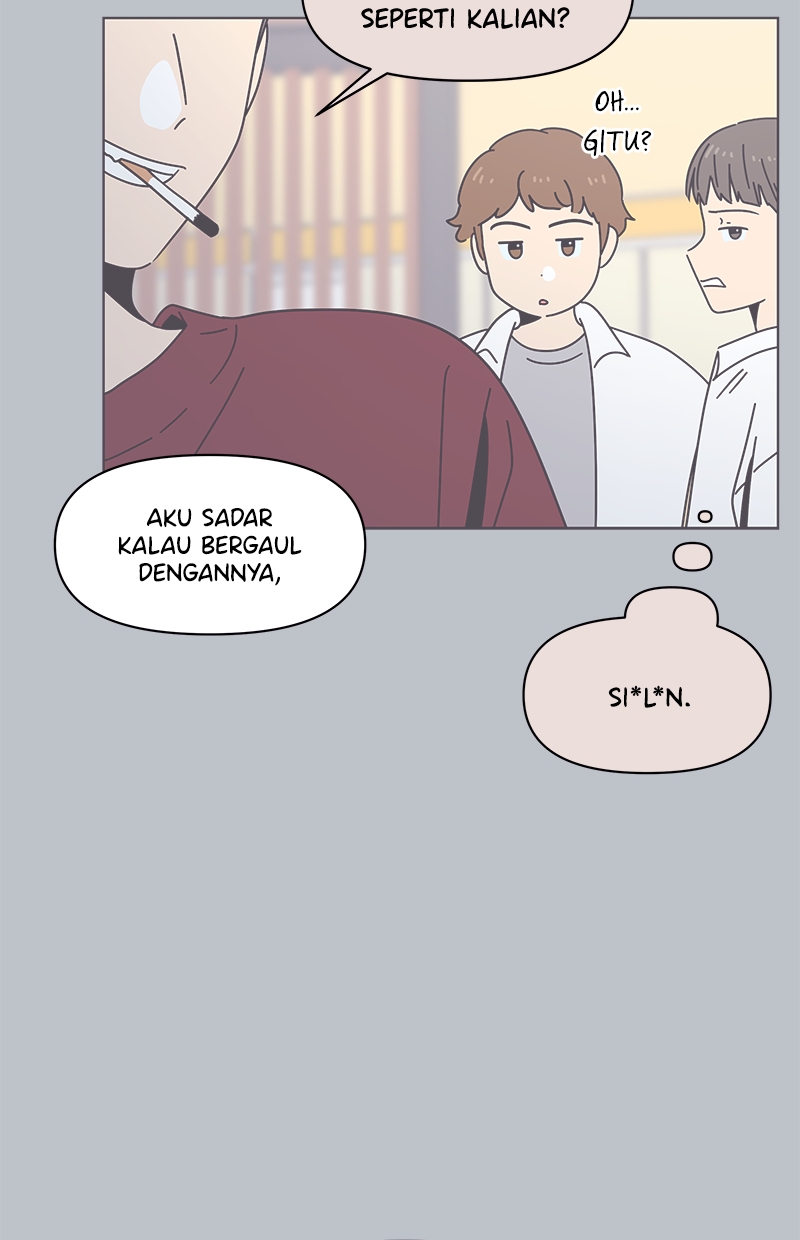 SEPERTI KALIAN?
OH...
GITU?
AKU SADAR
KALAU BERGAUL
DENGANNYA,
SI*L*N.